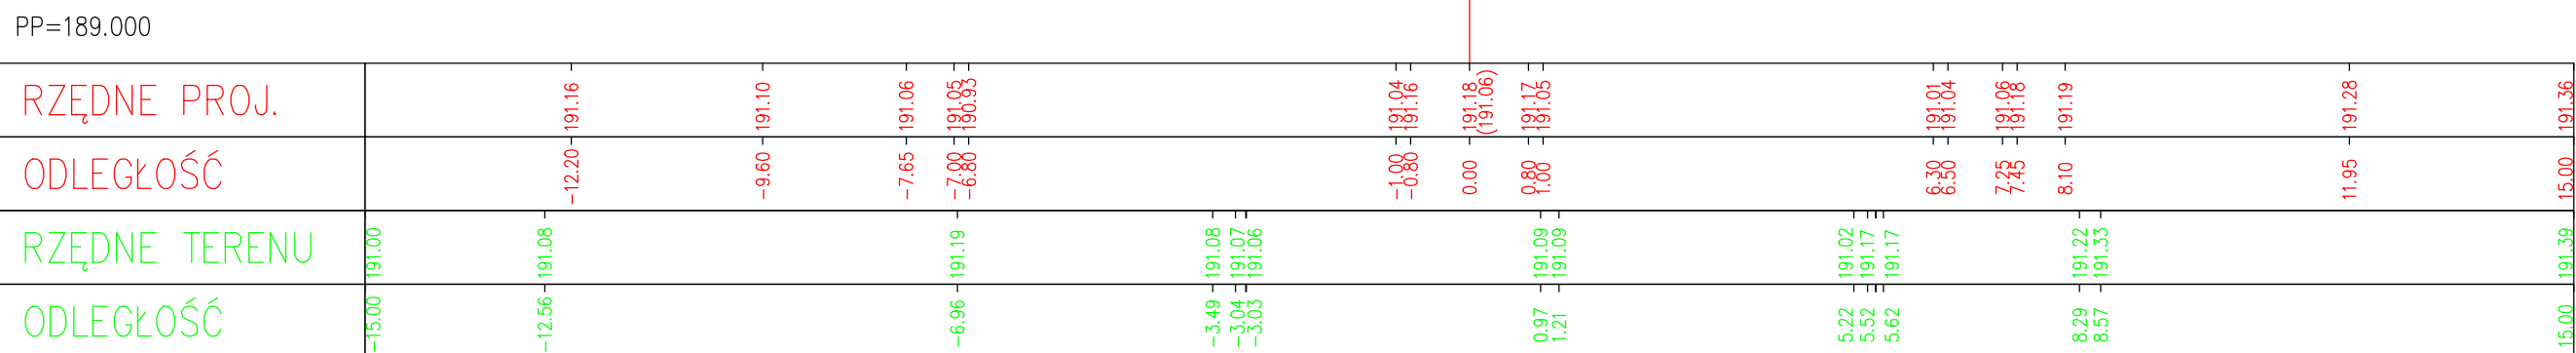 PP=189.000
RZĘDNE PROJ. 191.16 191.10 191.06 191.05 190.93 191.04 191.16 191.18 (191.06) 191.17 191.05 191.01 191.04 191.06 191.18 191.19 191.28 191.36
ODLEGŁOŚĆ -12.20 -9.60 -7.65 -7.00 -6.80 -1.00 -0.80 0.00 0.80 1.00 6.30 6.50 7.25 7.45 8.10 11.95 15.00
RZĘDNE TERENU 191.00 191.08 191.19 191.08 191.07 191.06 191.09 191.09 191.02 191.17 191.17 191.22 191.33 191.39
ODLEGŁOŚĆ -15.00 -12.56 -6.96 -3.49 -3.04 -3.03 0.97 1.21 5.22 5.52 5.62 8.29 8.57 15.00